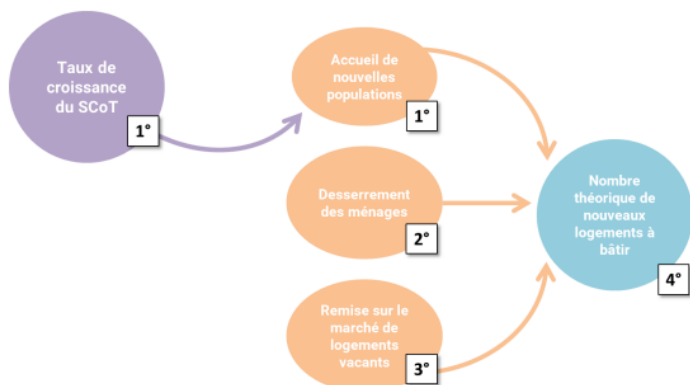 Taux de
croissance
du SCoT
1°
Accueil de
nouvelles
populations
1°
Desserrement
des ménages
2°
Remise sur le
marché de
logements
vacants
3°
Nombre
théorique de
nouveaux
logements à
bâtir
4°